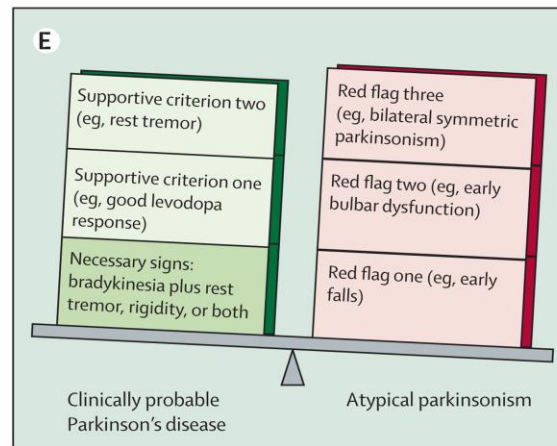 E
Supportive criterion two
(eg, rest tremor)
Supportive criterion one
(eg, good levodopa
response)
Necessary signs:
bradykinesia plus rest
tremor, rigidity, or both
Red flag three
(eg, bilateral symmetric
parkinsonism)
Red flag two (eg, early
bulbar dysfunction)
Red flag one (eg, early
falls)
Clinically probable
Parkinson's disease
Atypical parkinsonism